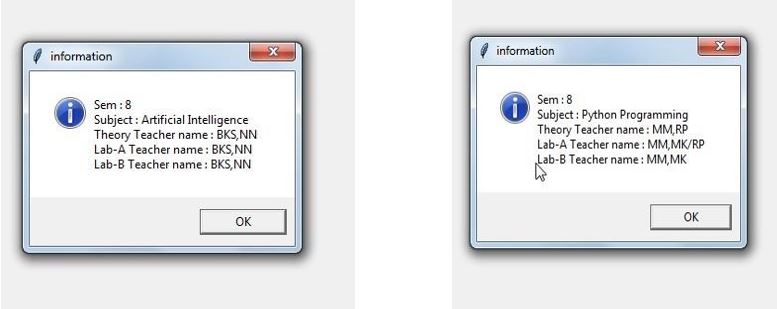 information
Sem : 8
Subject : Artificial Intelligence
Theory Teacher name : BKS,NN
Lab-A Teacher name : BKS,NN
Lab-B Teacher name : BKS,NN
OK
information
Sem : 8
Subject : Python Programming
Theory Teacher name : MM,RP
Lab-A Teacher name : MM,MK/RP
Lab-B Teacher name : MM,MK
OK